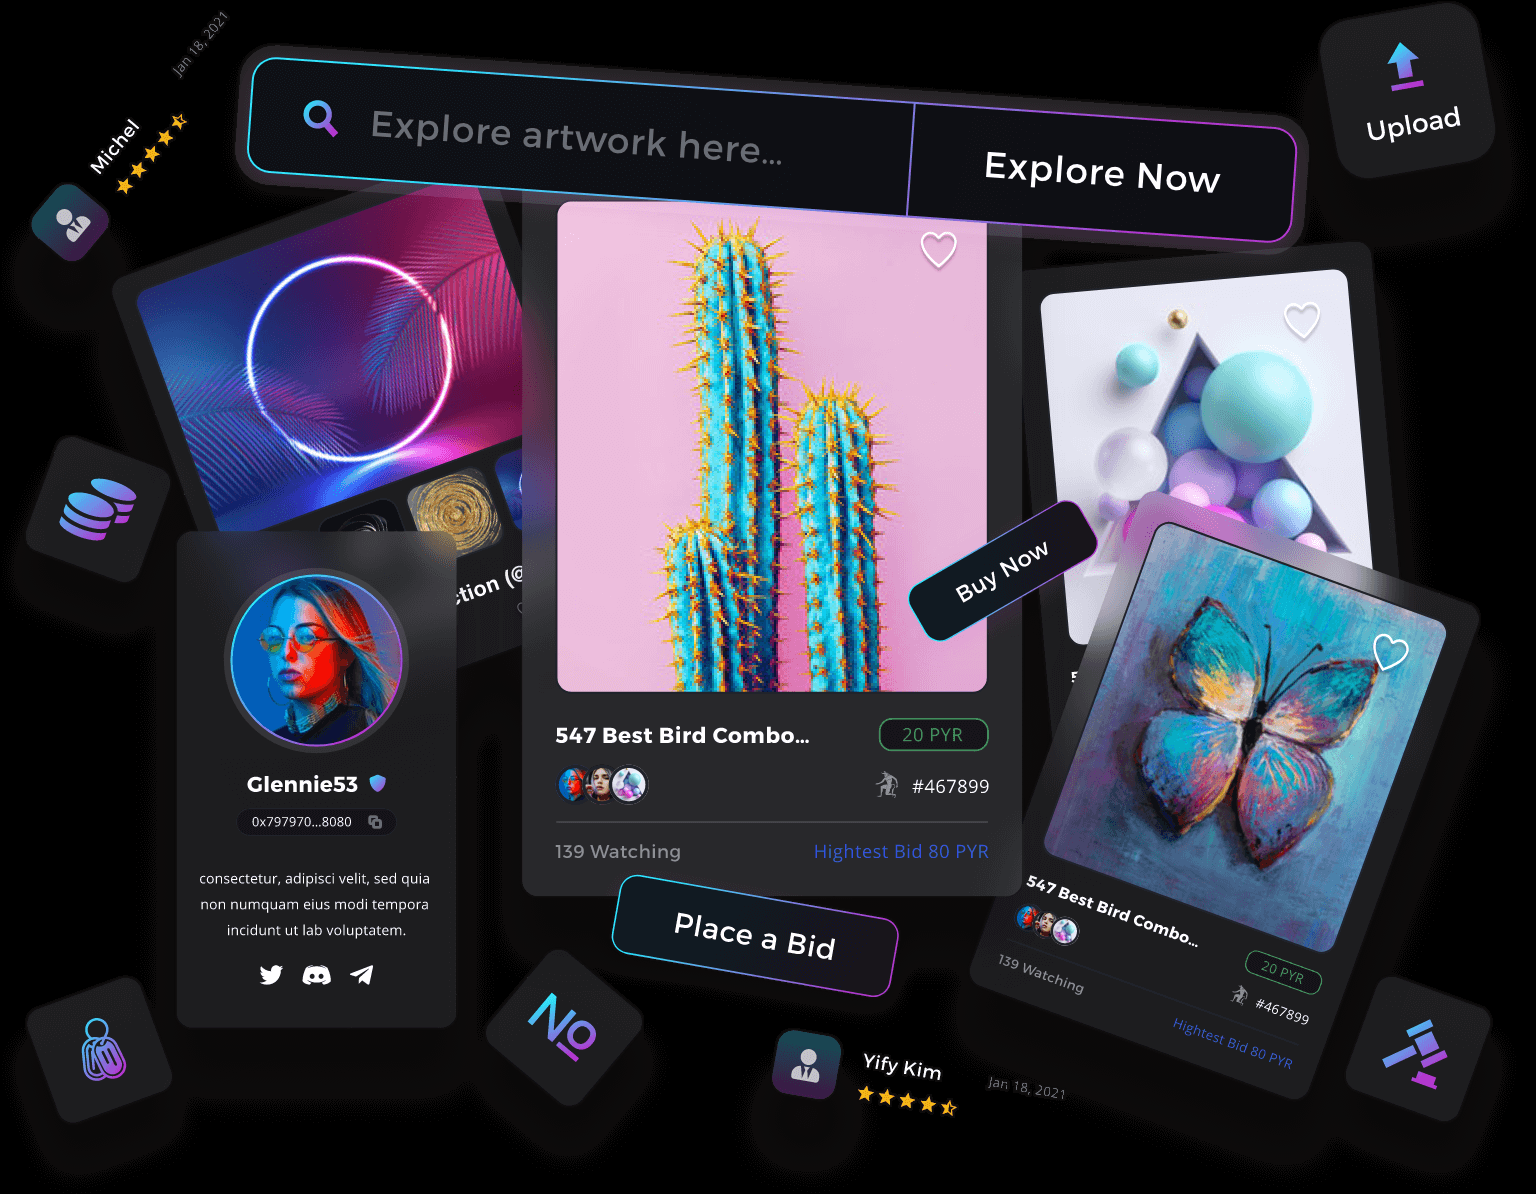 Jan 18, 2021
Michel
Explore artwork here...
Explore Now
Upload
ction (@
Buy Now
547 Best Bird Combo...
20 PYR
#467899
139 Watching
Hightest Bid 80 PYR
Glennie53
0x797970...8080
consectetur, adipisci velit, sed quia
non numquam eius modi tempora
incidunt ut lab voluptatem.
Place a Bid
5
547 Best Bird Combo...
20 PYR
#467899
139 Watching
Hightest Bid 80 PYR
No
Yify Kim
Jan 18, 2021